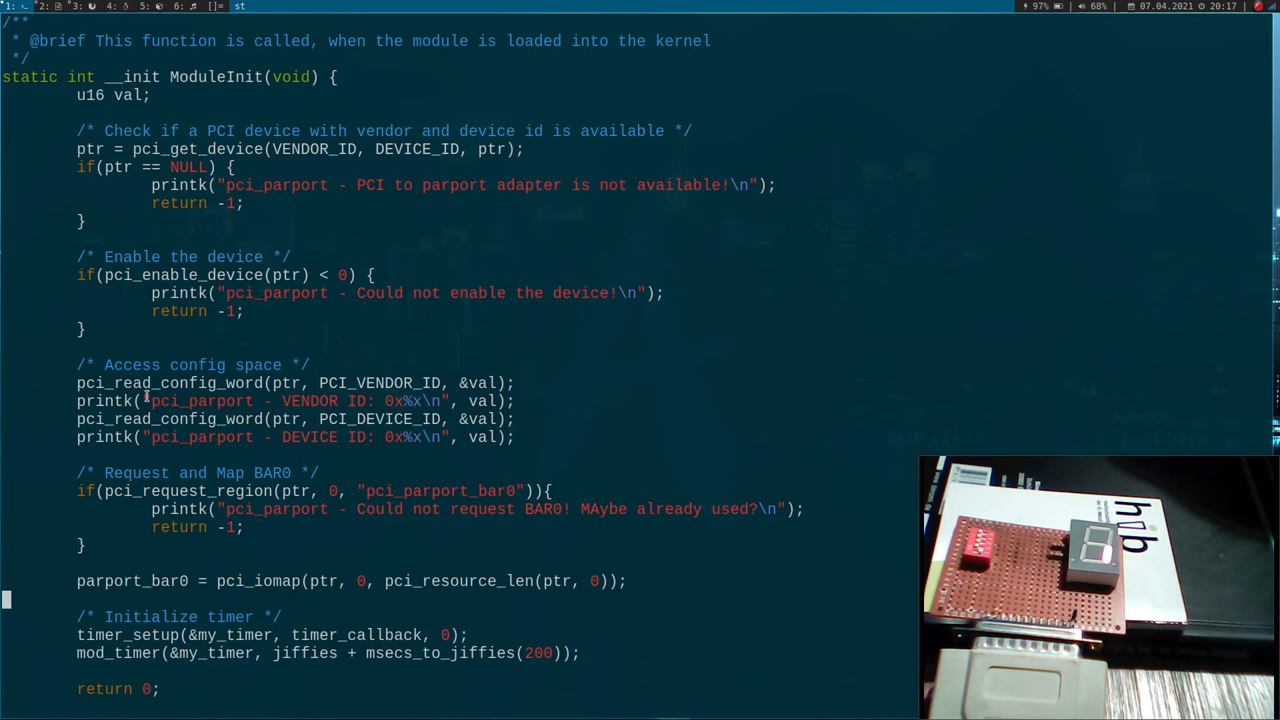 1: 2: 3: 4: 5: 6: []= st 97% 68% 07.04.2021 20:17
/**
* @brief This function is called, when the module is loaded into the kernel
*/
static int __init ModuleInit(void) {
u16 val;
/* Check if a PCI device with vendor and device id is available */
ptr = pci_get_device(VENDOR_ID, DEVICE_ID, ptr);
if(ptr == NULL) {
printk("pci_parport - PCI to parport adapter is not available!\n");
return -1;
}
/* Enable the device */
if(pci_enable_device(ptr) < 0) {
printk("pci_parport - Could not enable the device!\n");
return -1;
}
/* Access config space */
pci_read_config_word(ptr, PCI_VENDOR_ID, &val);
printk("pci_parport - VENDOR ID: 0x%x\n", val);
pci_read_config_word(ptr, PCI_DEVICE_ID, &val);
printk("pci_parport - DEVICE ID: 0x%x\n", val);
/* Request and Map BAR0 */
if(pci_request_region(ptr, 0, "pci_parport_bar0")){
printk("pci_parport - Could not request BAR0! MAybe already used?\n");
return -1;
}
parport_bar0 = pci_iomap(ptr, 0, pci_resource_len(ptr, 0));
/* Initialize timer */
timer_setup(&my_timer, timer_callback, 0);
mod_timer(&my_timer, jiffies + msecs_to_jiffies(200));
return 0;